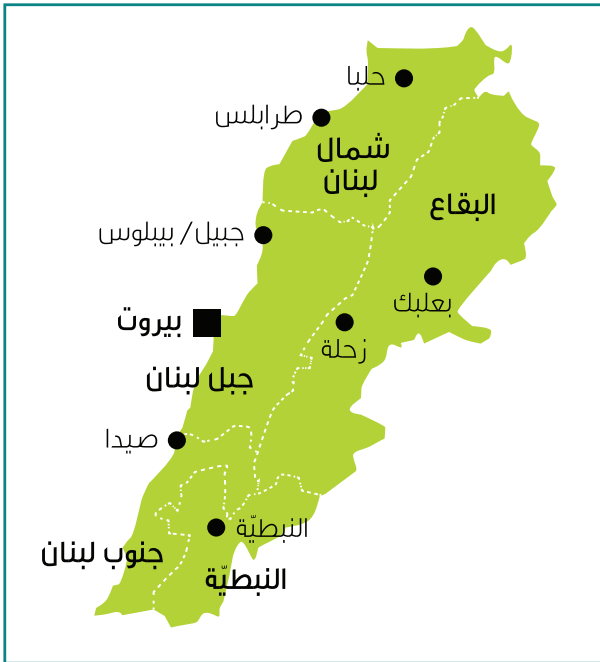 حلبا
طرابلس
شمال
لبنان
البقاع
جبيل/ بيبلوس
بعلبك
بيروت
زحلة
جبل لبنان
صيدا
النبطيّة
جنوب لبنان
النبطيّة